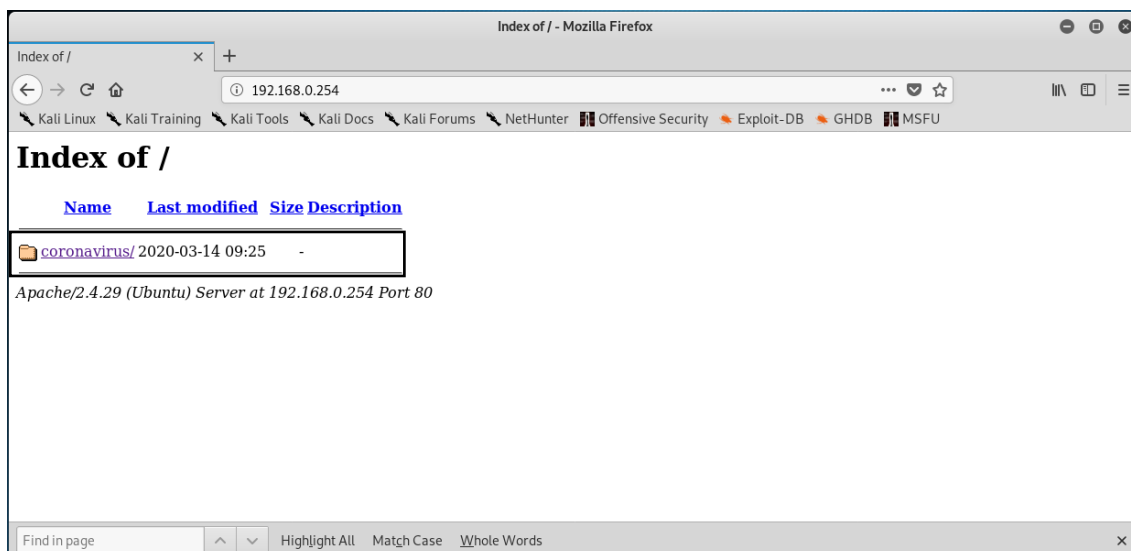 Index of / - Mozilla Firefox
Index of /
192.168.0.254
Kali Linux Kali Training Kali Tools Kali Docs Kali Forums NetHunter Offensive Security Exploit-DB GHDB MSFU
Index of /
Name Last modified Size Description
coronavirus/ 2020-03-14 09:25 -
Apache/2.4.29 (Ubuntu) Server at 192.168.0.254 Port 80
Find in page Highlight All Match Case Whole Words